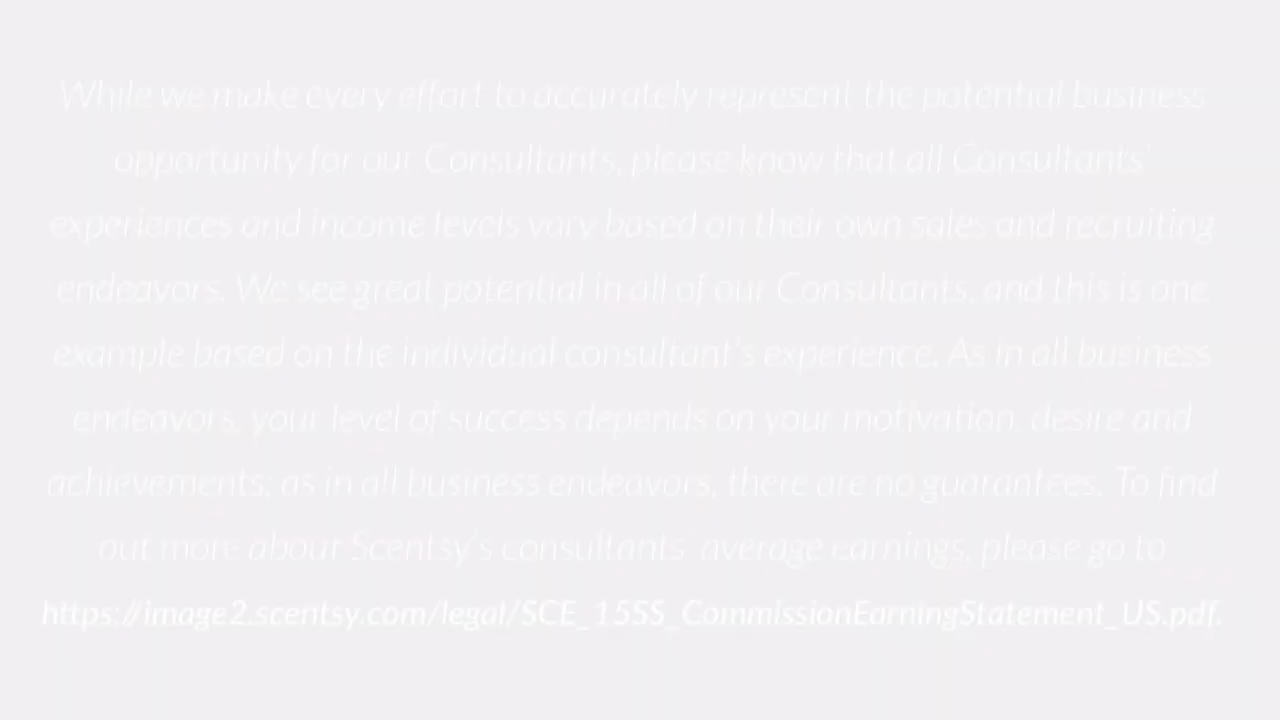 While we make every effort to accurately represent the potential business
opportunity for our Consultants, please know that all Consultants'
experiences and income levels vary based on their own sales and recruiting
endeavors. We see great potential in all of our Consultants, and this is one
example based on the individual consultant's experience. As in all business
endeavors, your level of success depends on your motivation, desire and
achievements; as in all business endeavors, there are no guarantees. To find
out more about Scentsy's consultants' average earnings, please go to
https://image2.scentsy.com/legal/SCE_15SS_CommissionEarningStatement_US.pdf.